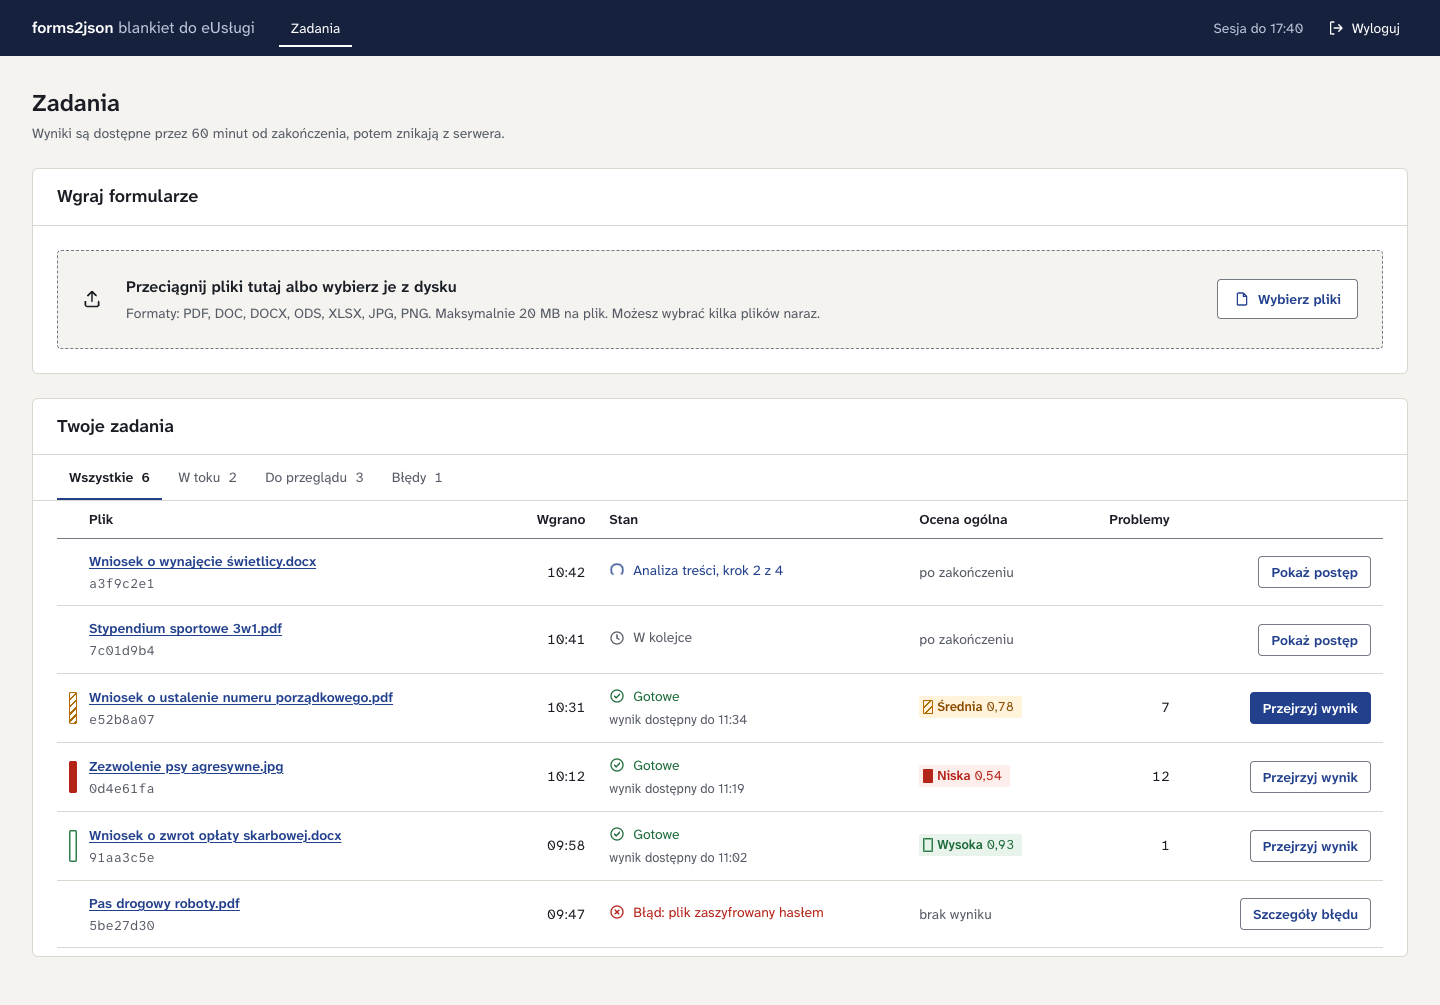 forms2json blankiet do eUsługi
Zadania
Sesja do 17:40
Wyloguj
Zadania
Wyniki są dostępne przez 60 minut od zakończenia, potem znikają z serwera.
Wgraj formularze
Przeciągnij pliki tutaj albo wybierz je z dysku
Formaty: PDF, DOC, DOCX, ODS, XLSX, JPG, PNG. Maksymalnie 20 MB na plik. Możesz wybrać kilka plików naraz.
Wybierz pliki
Twoje zadania
Wszystkie 6 W toku 2 Do przeglądu 3 Błędy 1
Plik Wgrano Stan Ocena ogólna Problemy
Wniosek o wynajęcie świetlicy.docx
a3f9c2e1
10:42
Analiza treści, krok 2 z 4
po zakończeniu
Pokaż postęp
Stypendium sportowe 3w1.pdf
7c01d9b4
10:41
W kolejce
po zakończeniu
Pokaż postęp
Wniosek o ustalenie numeru porządkowego.pdf
e52b8a07
10:31
Gotowe
wynik dostępny do 11:34
Średnia 0,78
7
Przejrzyj wynik
Zezwolenie psy agresywne.jpg
0d4e61fa
10:12
Gotowe
wynik dostępny do 11:19
Niska 0,54
12
Przejrzyj wynik
Wniosek o zwrot opłaty skarbowej.docx
91aa3c5e
09:58
Gotowe
wynik dostępny do 11:02
Wysoka 0,93
1
Przejrzyj wynik
Pas drogowy roboty.pdf
5be27d30
09:47
Błąd: plik zaszyfrowany hasłem
brak wyniku
Szczegóły błędu